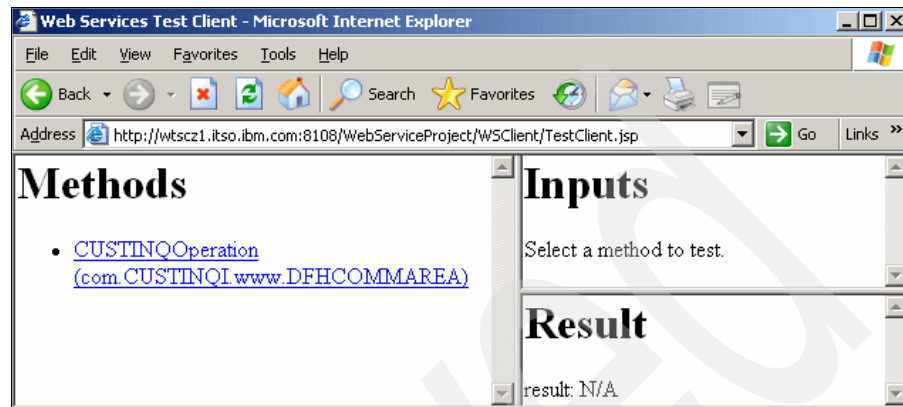 Web Services Test Client - Microsoft Internet Explorer
File Edit View Favorites Tools Help
Back Search Favorites
Address http://wtscz1.itso.ibm.com:8108/WebServiceProject/WSClient/TestClient.jsp Go Links »
Methods
CUSTINQOperation
(com.CUSTINQI.www.DFHCOMMAREA)
Inputs
Select a method to test.
Result
result: N/A